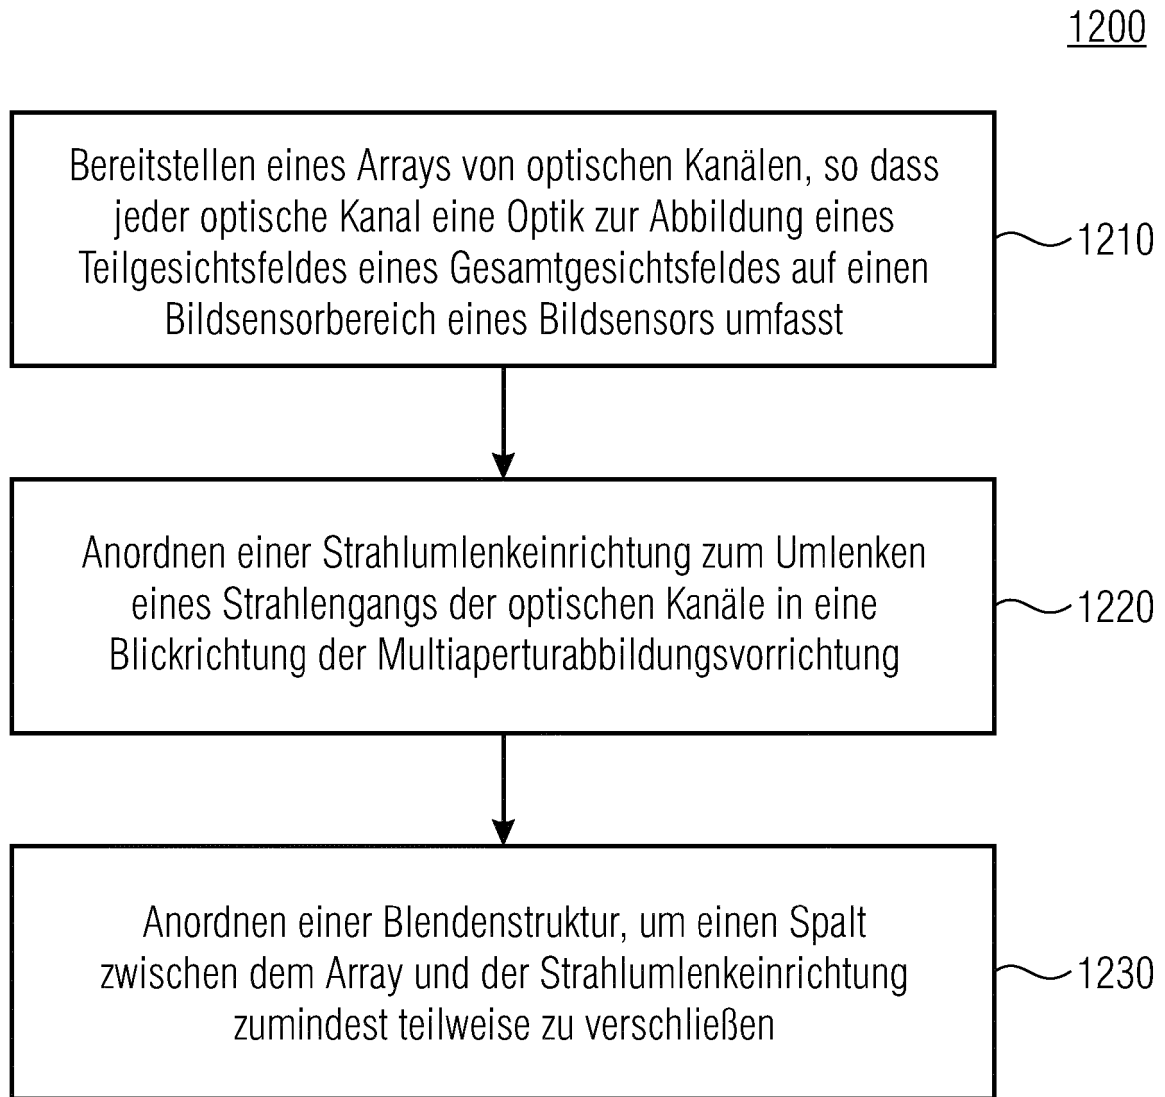 1200
Bereitstellen eines Arrays von optischen Kanälen, so dass
jeder optische Kanal eine Optik zur Abbildung eines
Teilgesichtsfeldes eines Gesamtgesichtsfeldes auf einen
Bildsensorbereich eines Bildsensors umfasst
1210
Anordnen einer Strahlumlenkeinrichtung zum Umlenken
eines Strahlengangs der optischen Kanäle in eine
Blickrichtung der Multiaperturabbildungsvorrichtung
1220
Anordnen einer Blendenstruktur, um einen Spalt
zwischen dem Array und der Strahlumlenkeinrichtung
zumindest teilweise zu verschließen
1230